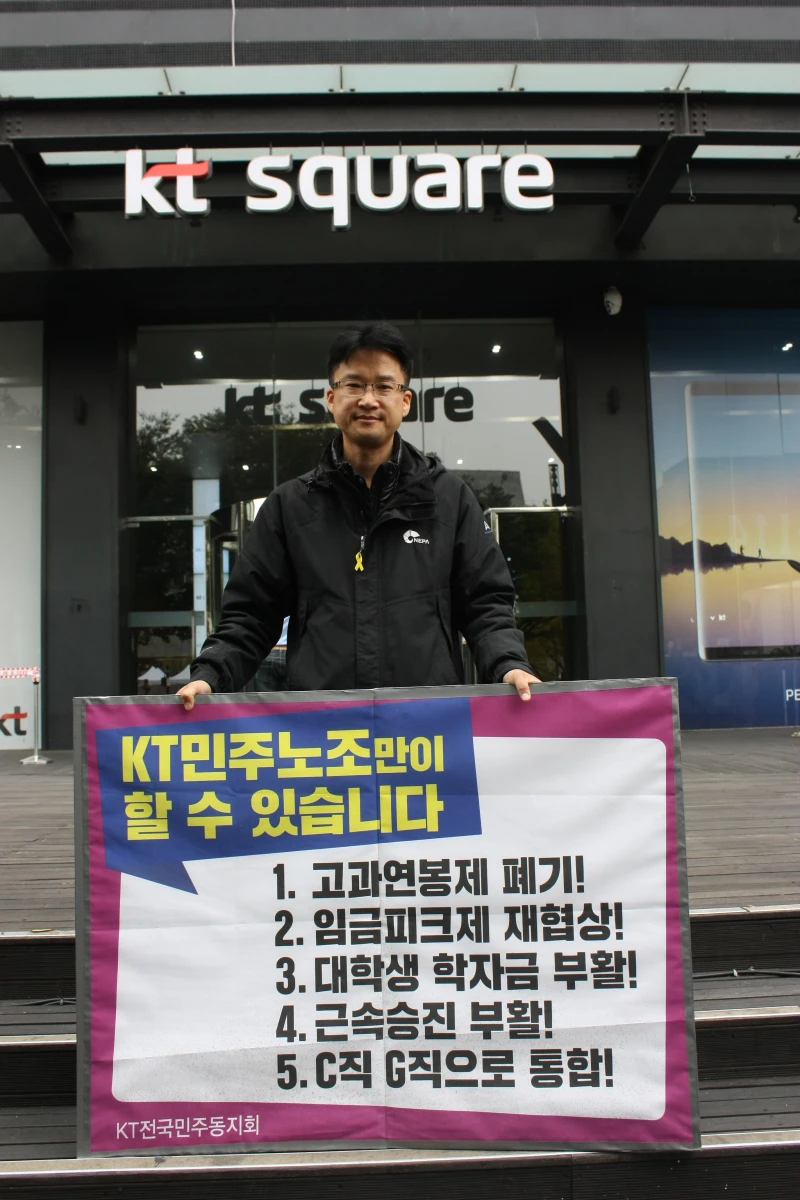 kt square
kt square
NEPA
kt
PE
KT민주노조만이
할 수 있습니다
1. 고과연봉제 폐기!
2. 임금피크제 재협상!
3. 대학생 학자금 부활!
4. 근속승진 부활!
5. C직 G직으로 통합!
KT전국민주동지회